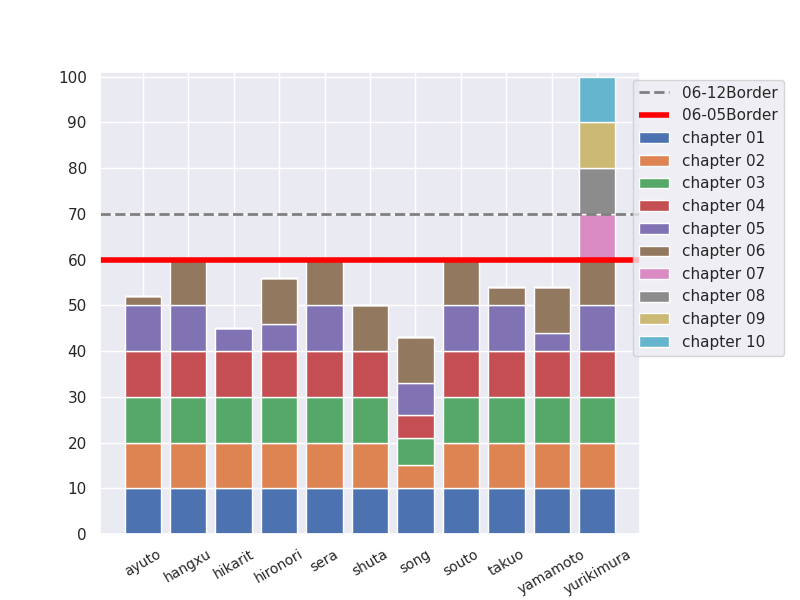 100
90
80
70
60
50
40
30
20
10
0
ayuto
hangxu
hikarit
hironori
sera
shuta
song
souto
takuo
yamamoto
yurikimura
06-12Border
06-05Border
chapter 01
chapter 02
chapter 03
chapter 04
chapter 05
chapter 06
chapter 07
chapter 08
chapter 09
chapter 10